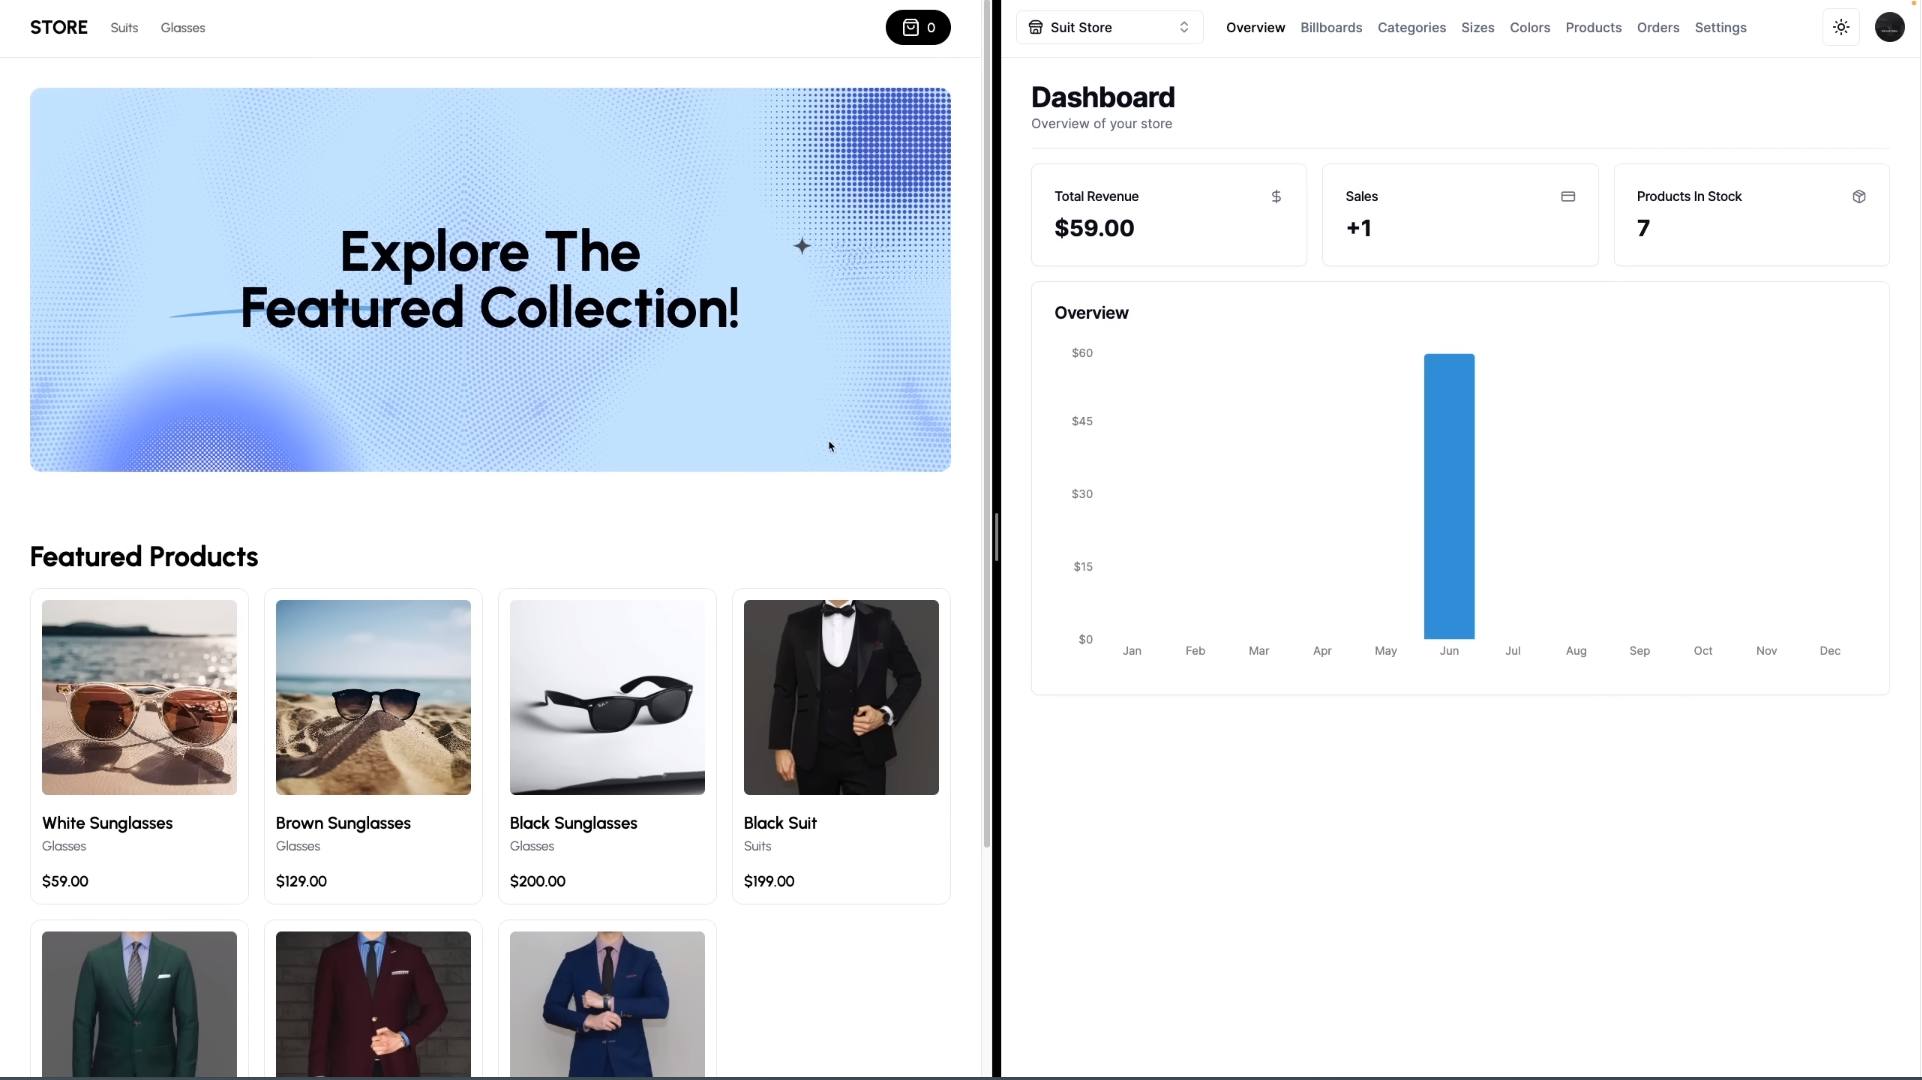 STORE
Suits
Glasses
0
Explore The
Featured Collection!
Featured Products
White Sunglasses
Glasses
$59.00
Brown Sunglasses
Glasses
$129.00
Black Sunglasses
Glasses
$200.00
Black Suit
Suits
$199.00
Suit Store
Overview
Billboards
Categories
Sizes
Colors
Products
Orders
Settings
Dashboard
Overview of your store
Total Revenue
$59.00
Sales
+1
Products In Stock
7
Overview
$60
$45
$30
$15
$0
Jan Feb Mar Apr May Jun Jul Aug Sep Oct Nov Dec